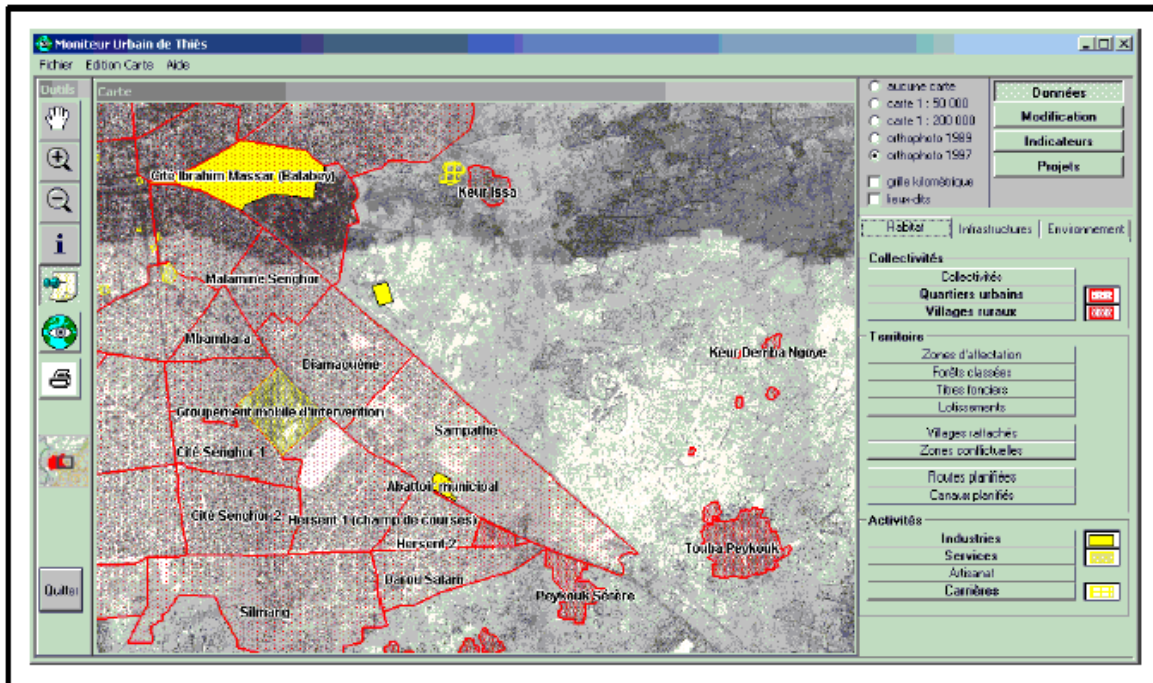 Moniteur Urbain de Thiès
Fichier Edition Carte Aide
Outils
Carte
Cité Ibrahim Massar (Balabey)
Keur Issa
Malamine Senghor
Mbambara
Diamaguène
Keur Demba Ngoye
Groupement mobile d'intervention
Sampathé
Cité Senghor 1
Abattoir municipal
Cité Senghor 2
Hersent 1 (champ de courses)
Hersent 2
Touba Peykouk
Darou Salam
Peykouk Sérère
Silmang
Quitter
aucune carte
carte 1 : 50 000
carte 1 : 200 000
orthophoto 1989
orthophoto 1997
grille kilométrique
lieux-dits
Données
Modification
Indicateurs
Projets
Habitat Infrastructures Environnement
Collectivités
Collectivités
Quartiers urbains
Villages ruraux
Territoire
Zones d'affectation
Forêts classées
Titres fonciers
Lotissements
Villages rattachés
Zones conflictuelles
Routes planifiées
Canaux planifiés
Activités
Industries
Services
Artisanat
Carrières